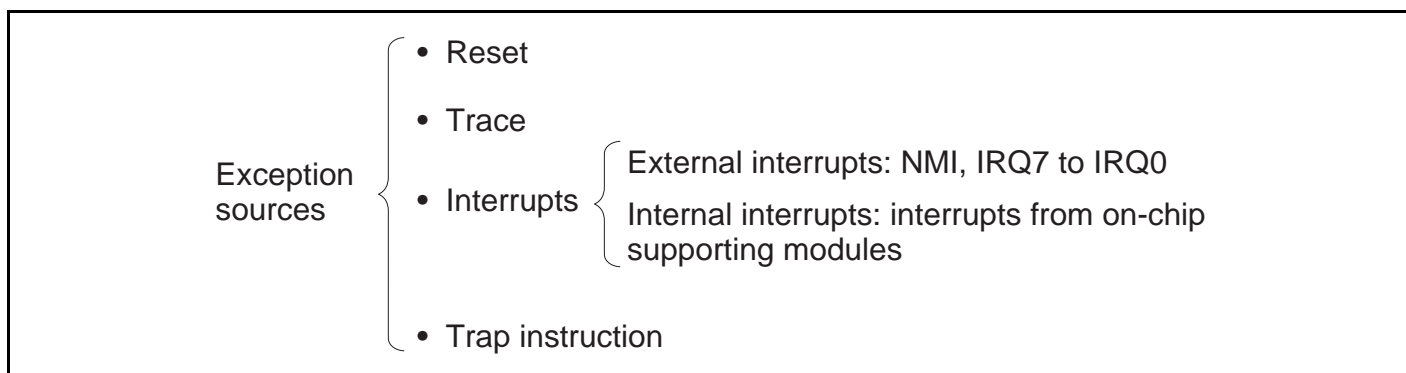 Exception
sources
• Reset
• Trace
• Interrupts
External interrupts: NMI, IRQ7 to IRQ0
Internal interrupts: interrupts from on-chip
supporting modules
• Trap instruction